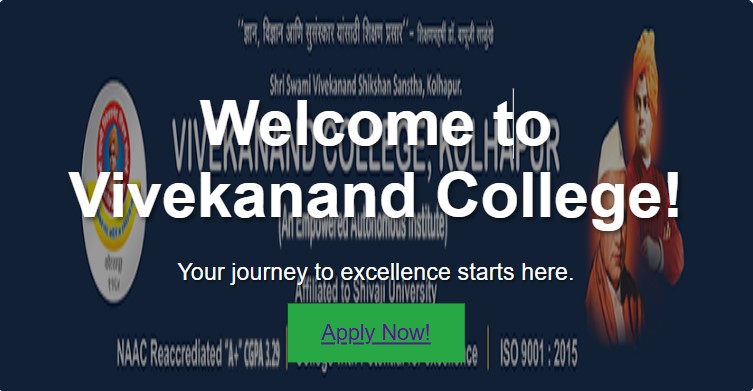 “ज्ञान, विज्ञान आणि सुसंस्कार यांसाठी शिक्षण प्रसार” - शिक्षणमहर्षी डॉ. बापूजी साळुंखे
Shri Swami Vivekanand Shikshan Sanstha, Kolhapur.
VIVEKANAND COLLEGE, KOLHAPUR
Welcome to
Vivekanand College!
(An Empowered Autonomous Institute)
Your journey to excellence starts here.
Affiliated to Shivaji University
Apply Now!
NAAC Reaccredited "A+" CGPA 3.29
ISO 9001 : 2015